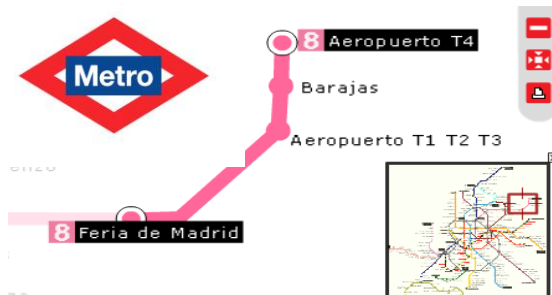 Metro
8 Aeropuerto T4
Barajas
Aeropuerto T1 T2 T3
8 Feria de Madrid